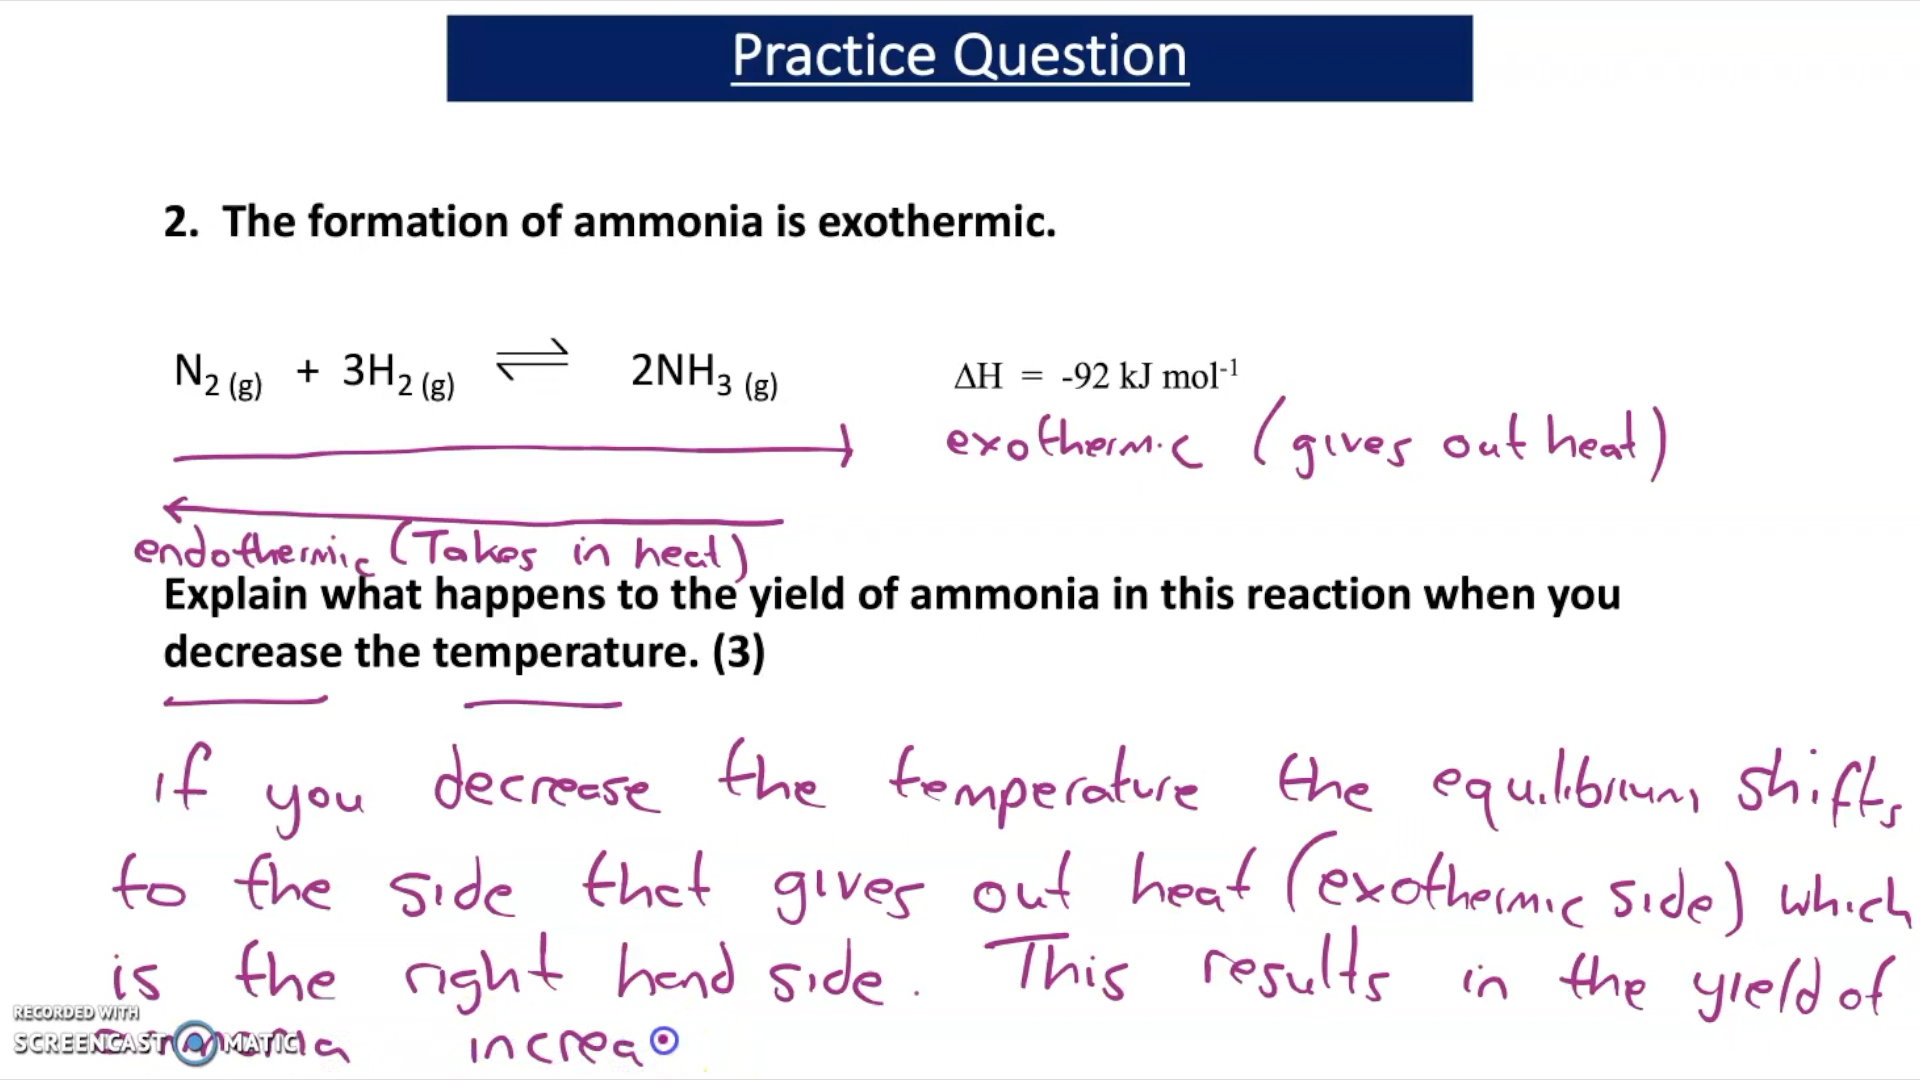 Practice Question
2. The formation of ammonia is exothermic.
N₂ (g) + 3H₂ (g) ⇌ 2NH₃ (g) ΔH = -92 kJ mol⁻¹
exothermic (gives out heat)
endothermic (Takes in heat)
Explain what happens to the yield of ammonia in this reaction when you
decrease the temperature. (3)
if you decrease the temperature the equilibrium shifts
to the side that gives out heat (exothermic side) which
is the right hand side. This results in the yield of
ammonia increa
RECORDED WITH
SCREENCAST MATIC